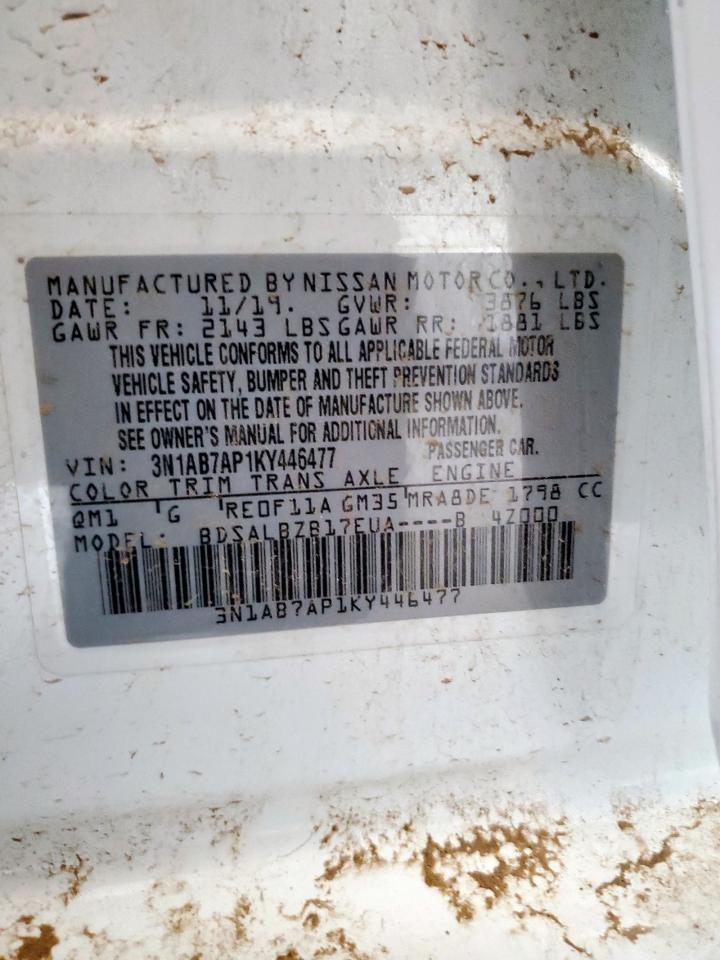 MANUFACTURED BY NISSAN MOTOR CO., LTD.
DATE: 11/19. GVWR: 3876 LBS
GAWR FR: 2143 LBS GAWR RR: 1881 LBS
THIS VEHICLE CONFORMS TO ALL APPLICABLE FEDERAL MOTOR
VEHICLE SAFETY, BUMPER AND THEFT PREVENTION STANDARDS
IN EFFECT ON THE DATE OF MANUFACTURE SHOWN ABOVE.
SEE OWNER'S MANUAL FOR ADDITIONAL INFORMATION.
VIN: 3N1AB7AP1KY446477 PASSENGER CAR.
COLOR TRIM TRANS AXLE ENGINE
QM1 G RE0F11A GM35 MRA8DE 1798 CC
MODEL: BDSALBZB17EUA----B 4Z000
3N1AB7AP1KY446477